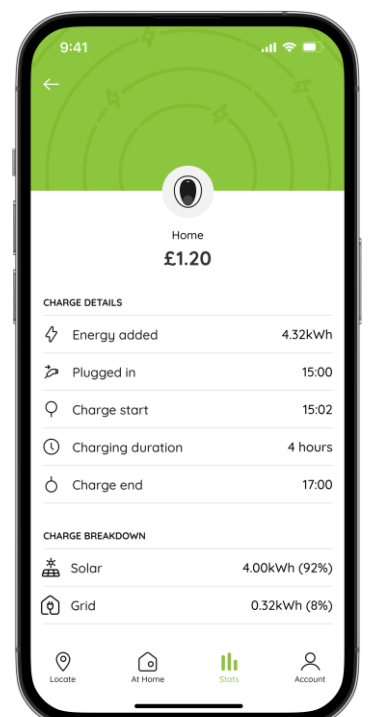 9:41
Home
£1.20
CHARGE DETAILS
Energy added 4.32kWh
Plugged in 15:00
Charge start 15:02
Charging duration 4 hours
Charge end 17:00
CHARGE BREAKDOWN
Solar 4.00kWh (92%)
Grid 0.32kWh (8%)
Locate At Home Stats Account